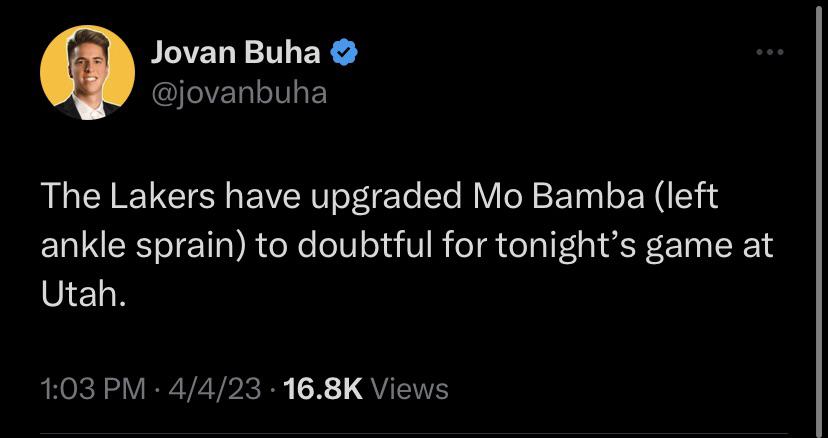 Jovan Buha
@jovanbuha
The Lakers have upgraded Mo Bamba (left
ankle sprain) to doubtful for tonight’s game at
Utah.
1:03 PM · 4/4/23 · 16.8K Views